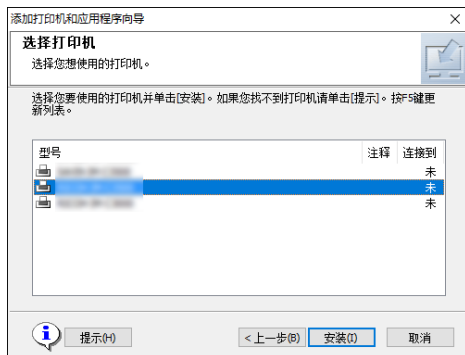 添加打印机和应用程序向导
选择打印机
选择您想使用的打印机。
选择您要使用的打印机并单击[安装]。如果您找不到打印机请单击[提示]。按F5键更
新列表。
型号 注释 连接到
未
未
未
提示(H) <上一步(B) 安装(I) 取消